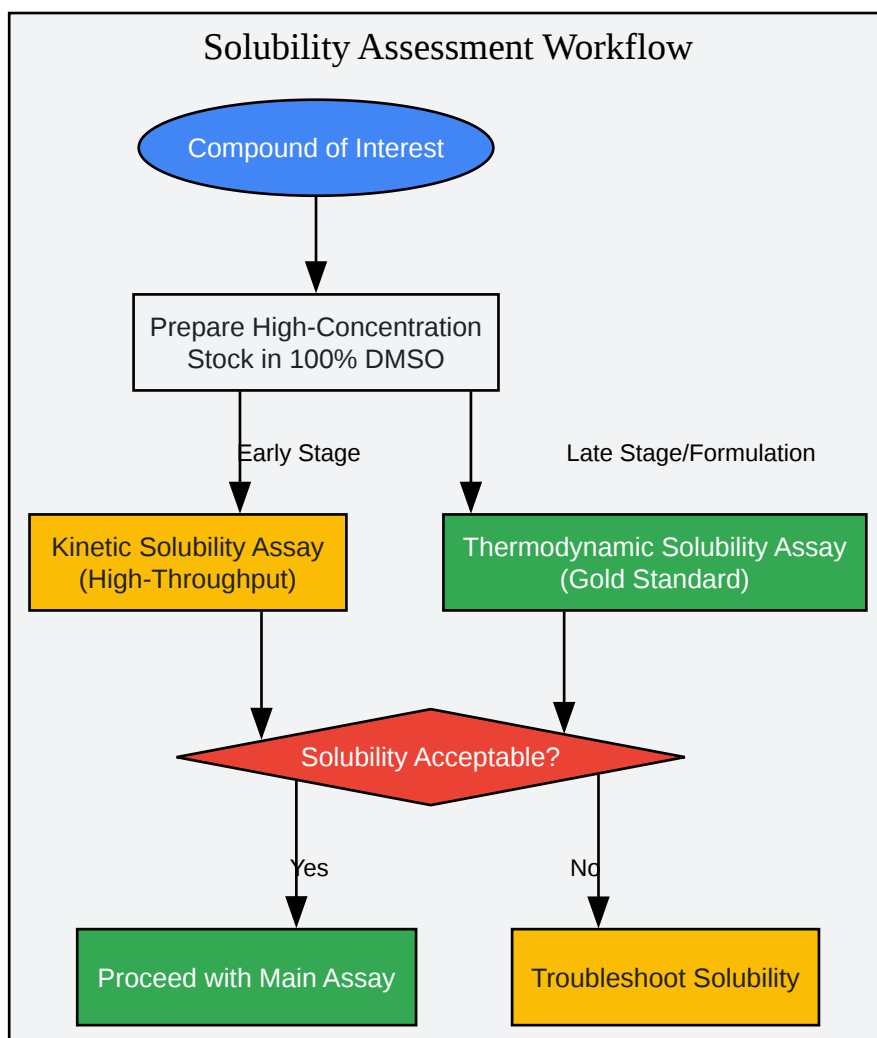 Solubility Assessment Workflow
Compound of Interest
Prepare High-Concentration
Stock in 100% DMSO
Early Stage
Late Stage/Formulation
Kinetic Solubility Assay
(High-Throughput)
Thermodynamic Solubility Assay
(Gold Standard)
Solubility Acceptable?
Yes
No
Proceed with Main Assay
Troubleshoot Solubility